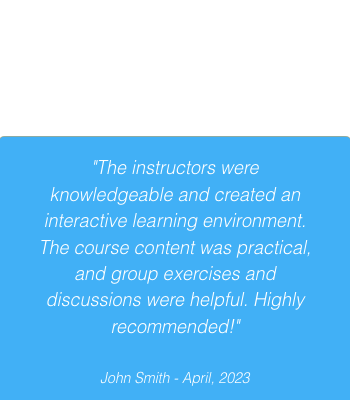 "The instructors were
knowledgeable and created an
interactive learning environment.
The course content was practical,
and group exercises and
discussions were helpful. Highly
recommended!"
John Smith - April, 2023